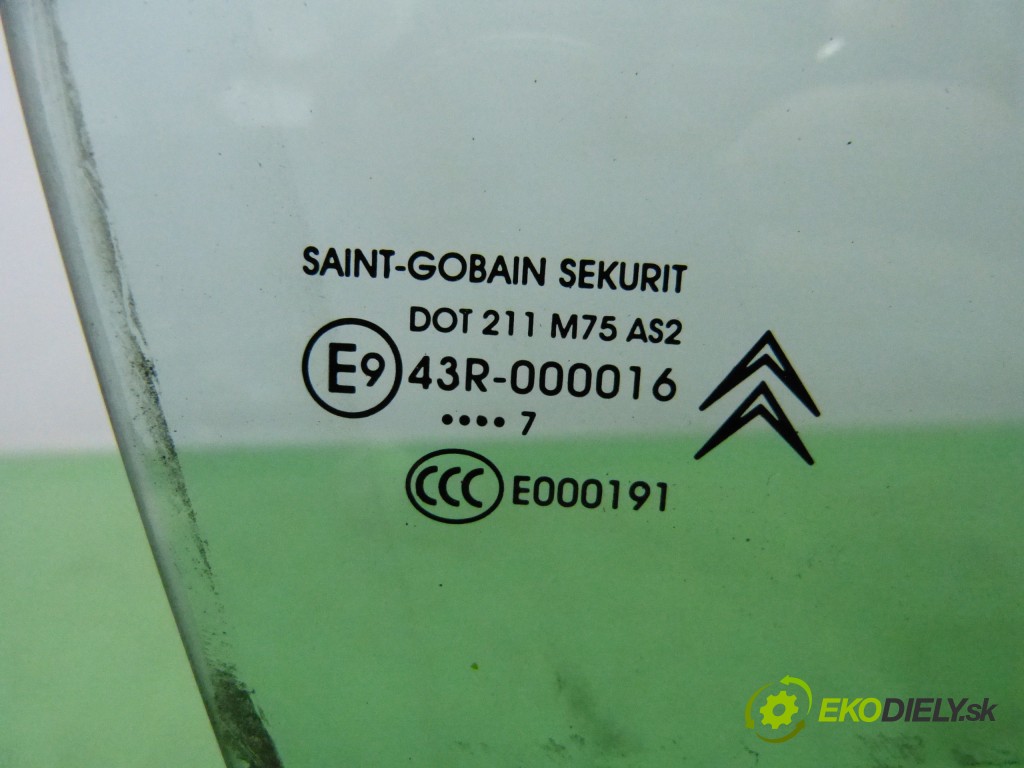 SAINT-GOBAIN SEKURIT
DOT 211 M75 AS2
E9 43R-000016
•••• 7
CCC E000191
EKODIELY.sk